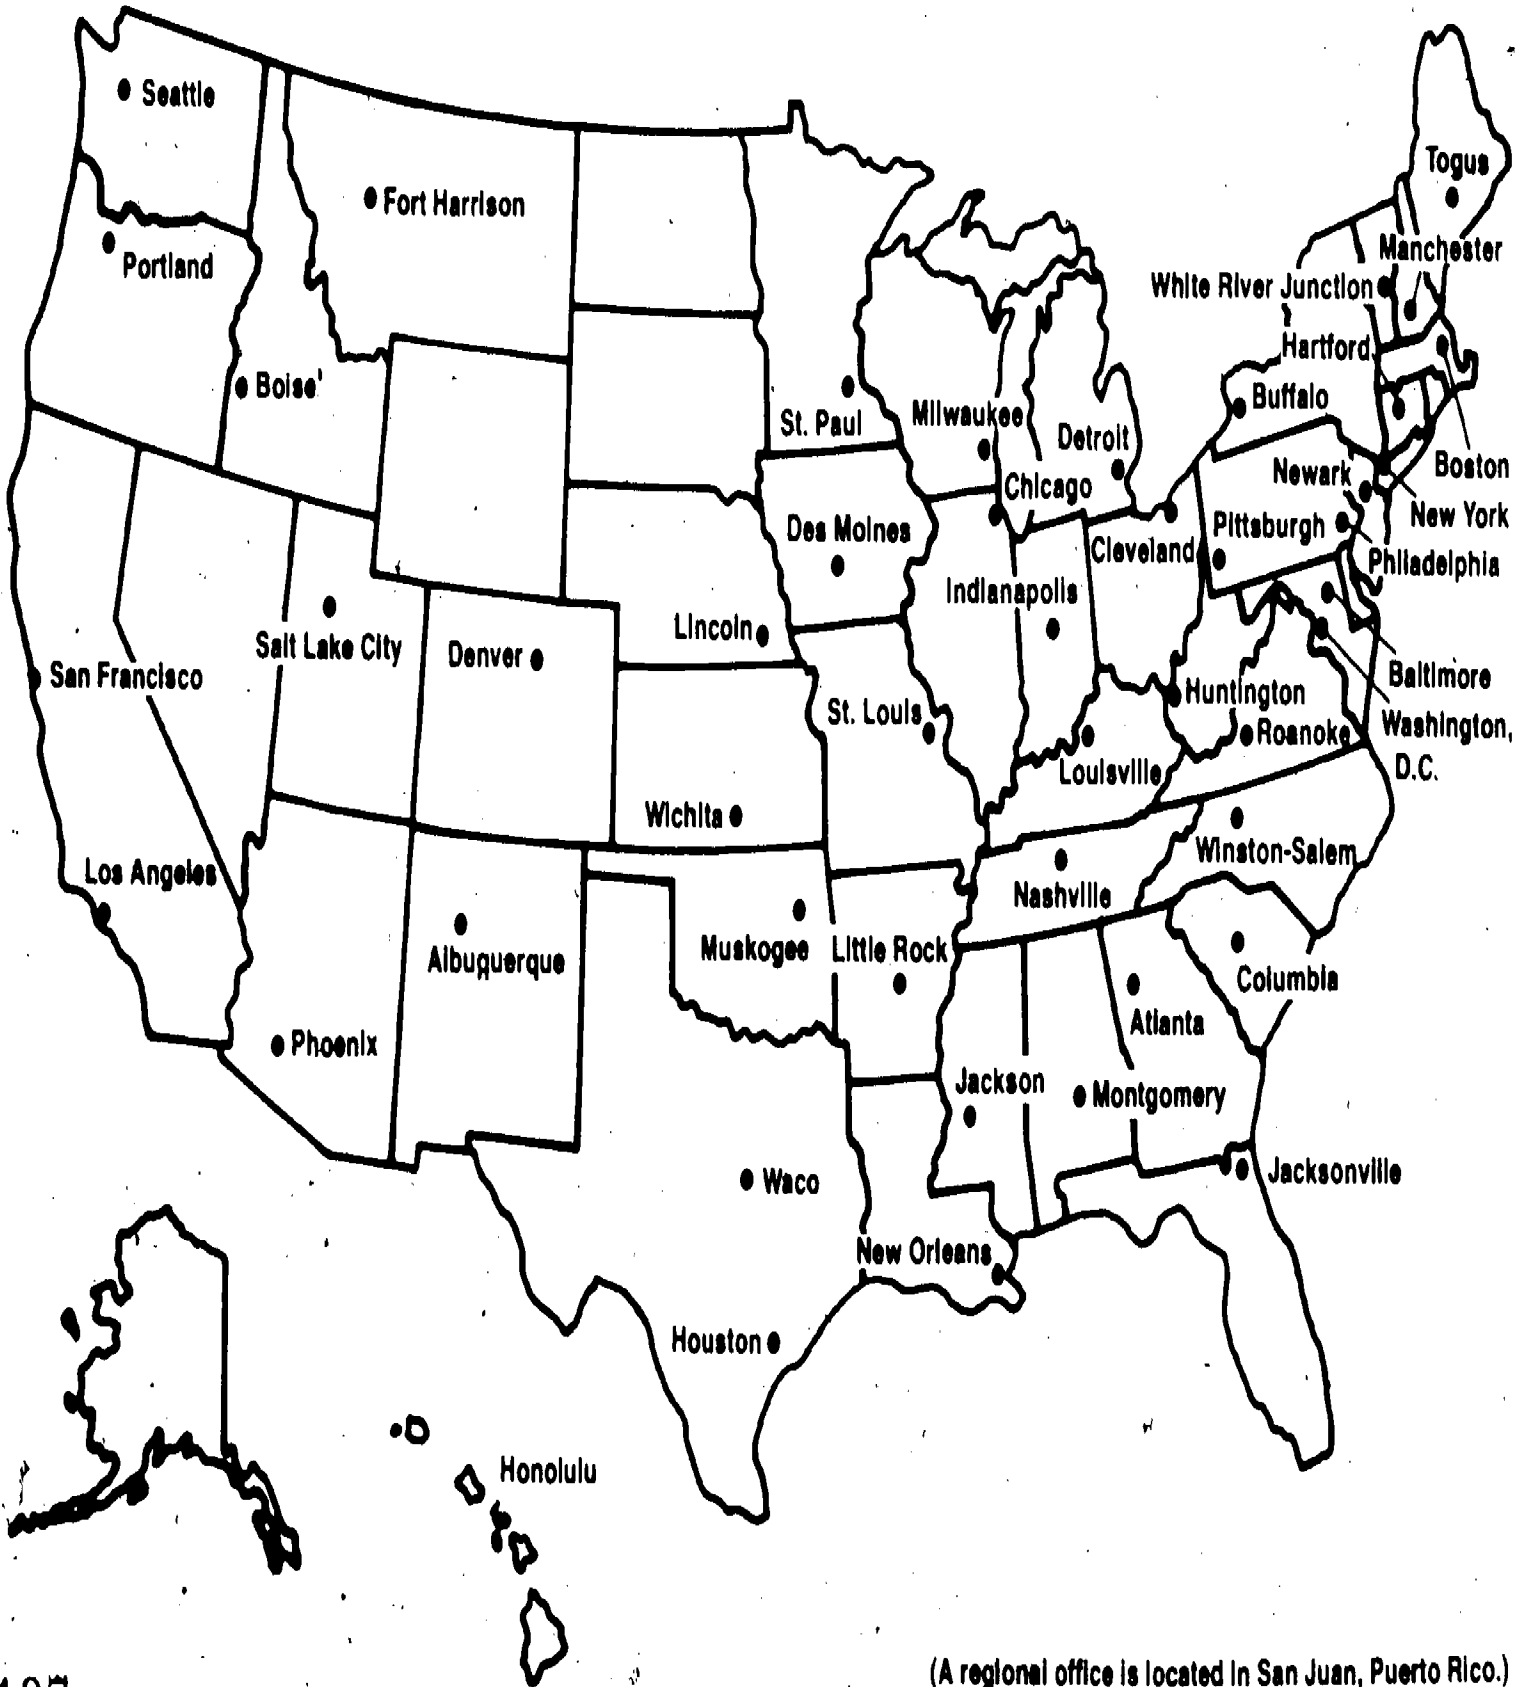 Seattle
Togus
Fort Harrison
Manchester
Portland
White River Junction
Hartford
Boise
Buffalo
Milwaukee
St. Paul
Detroit
Boston
Newark
Chicago
New York
Pittsburgh
Des Moines
Cleveland
Philadelphia
Indianapolis
Lincoln
Salt Lake City
Denver
San Francisco
Baltimore
Huntington
St. Louis
Washington,
D.C.
Roanoke
Louisville
Wichita
Winston-Salem
Los Angeles
Nashville
Muskogee
Little Rock
Albuquerque
Columbia
Atlanta
Phoenix
Jackson
Montgomery
Jacksonville
Waco
New Orleans
Houston
Honolulu
(A regional office is located in San Juan, Puerto Rico.)